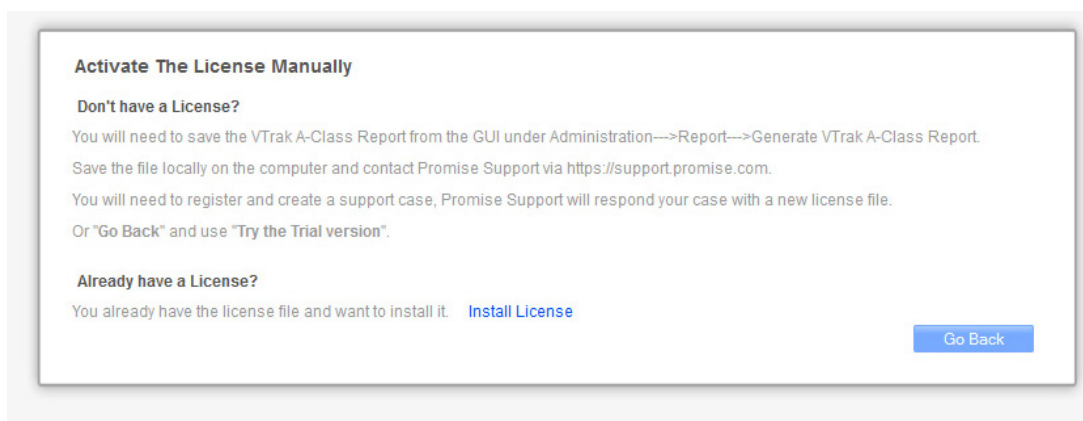 Activate The License Manually
Don't have a License?
You will need to save the VTrak A-Class Report from the GUI under Administration--->Report--->Generate VTrak A-Class Report.
Save the file locally on the computer and contact Promise Support via https://support.promise.com.
You will need to register and create a support case, Promise Support will respond your case with a new license file.
Or "Go Back" and use "Try the Trial version".
Already have a License?
You already have the license file and want to install it. Install License
Go Back